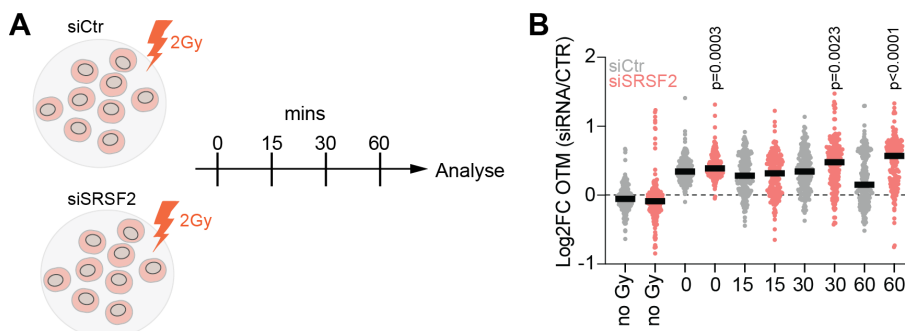 A
siCtr
2Gy
siSRSF2
2Gy
mins
0 15 30 60
Analyse
B
Log2FC OTM (siRNA/CTR)
2
1
0
-1
siCtr
siSRSF2
p=0.0003
p=0.0023
p<0.0001
no Gy no Gy 0 0 15 15 30 30 60 60